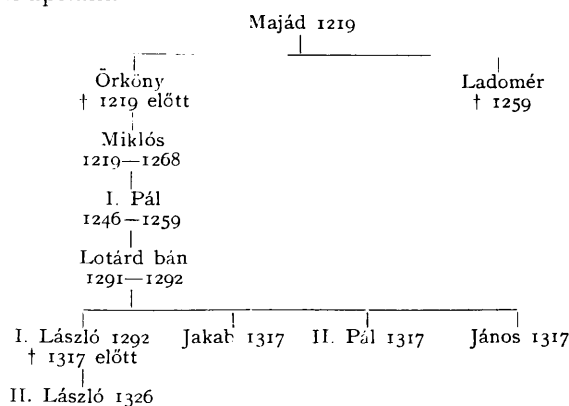 Majád 1219
Örköny Ladomér
† 1219 előtt † 1259
Miklós
1219—1268
I. Pál
1246—1259
Lotárd bán
1291—1292
I. László 1292 Jakab 1317 II. Pál 1317 János 1317
† 1317 előtt
II. László 1326